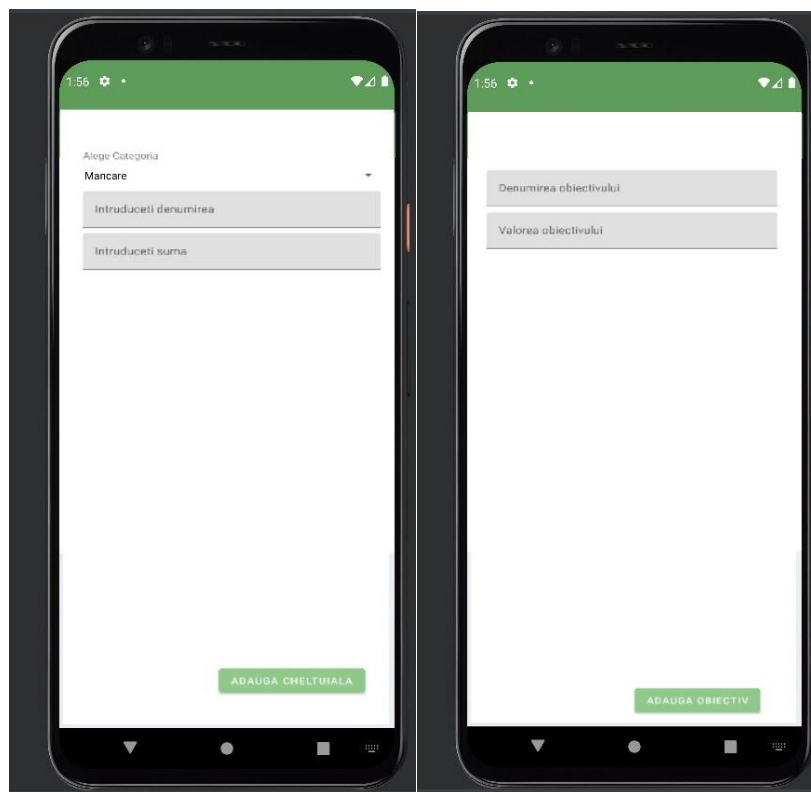 1:56
Alege Categoria
Mancare
Intruduceti denumirea
Intruduceti suma
ADAUGA CHELTUIALA
1:56
Denumirea obiectivului
Valorea obiectivului
ADAUGA OBIECTIV